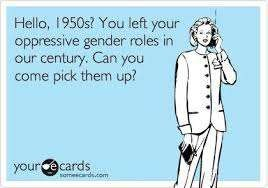 Hello, 1950s? You left your
oppressive gender roles in
our century. Can you
come pick them up?
your ecards
someecards.com